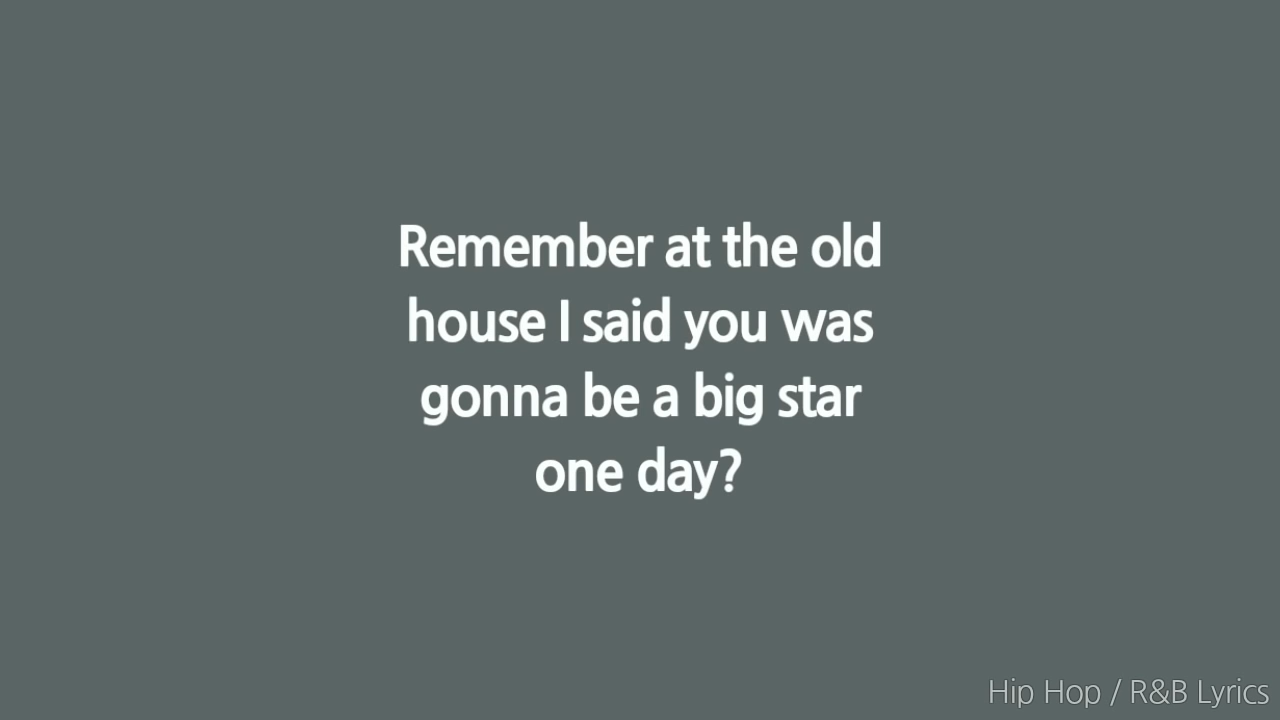 Remember at the old
house I said you was
gonna be a big star
one day?
Hip Hop / R&B Lyrics